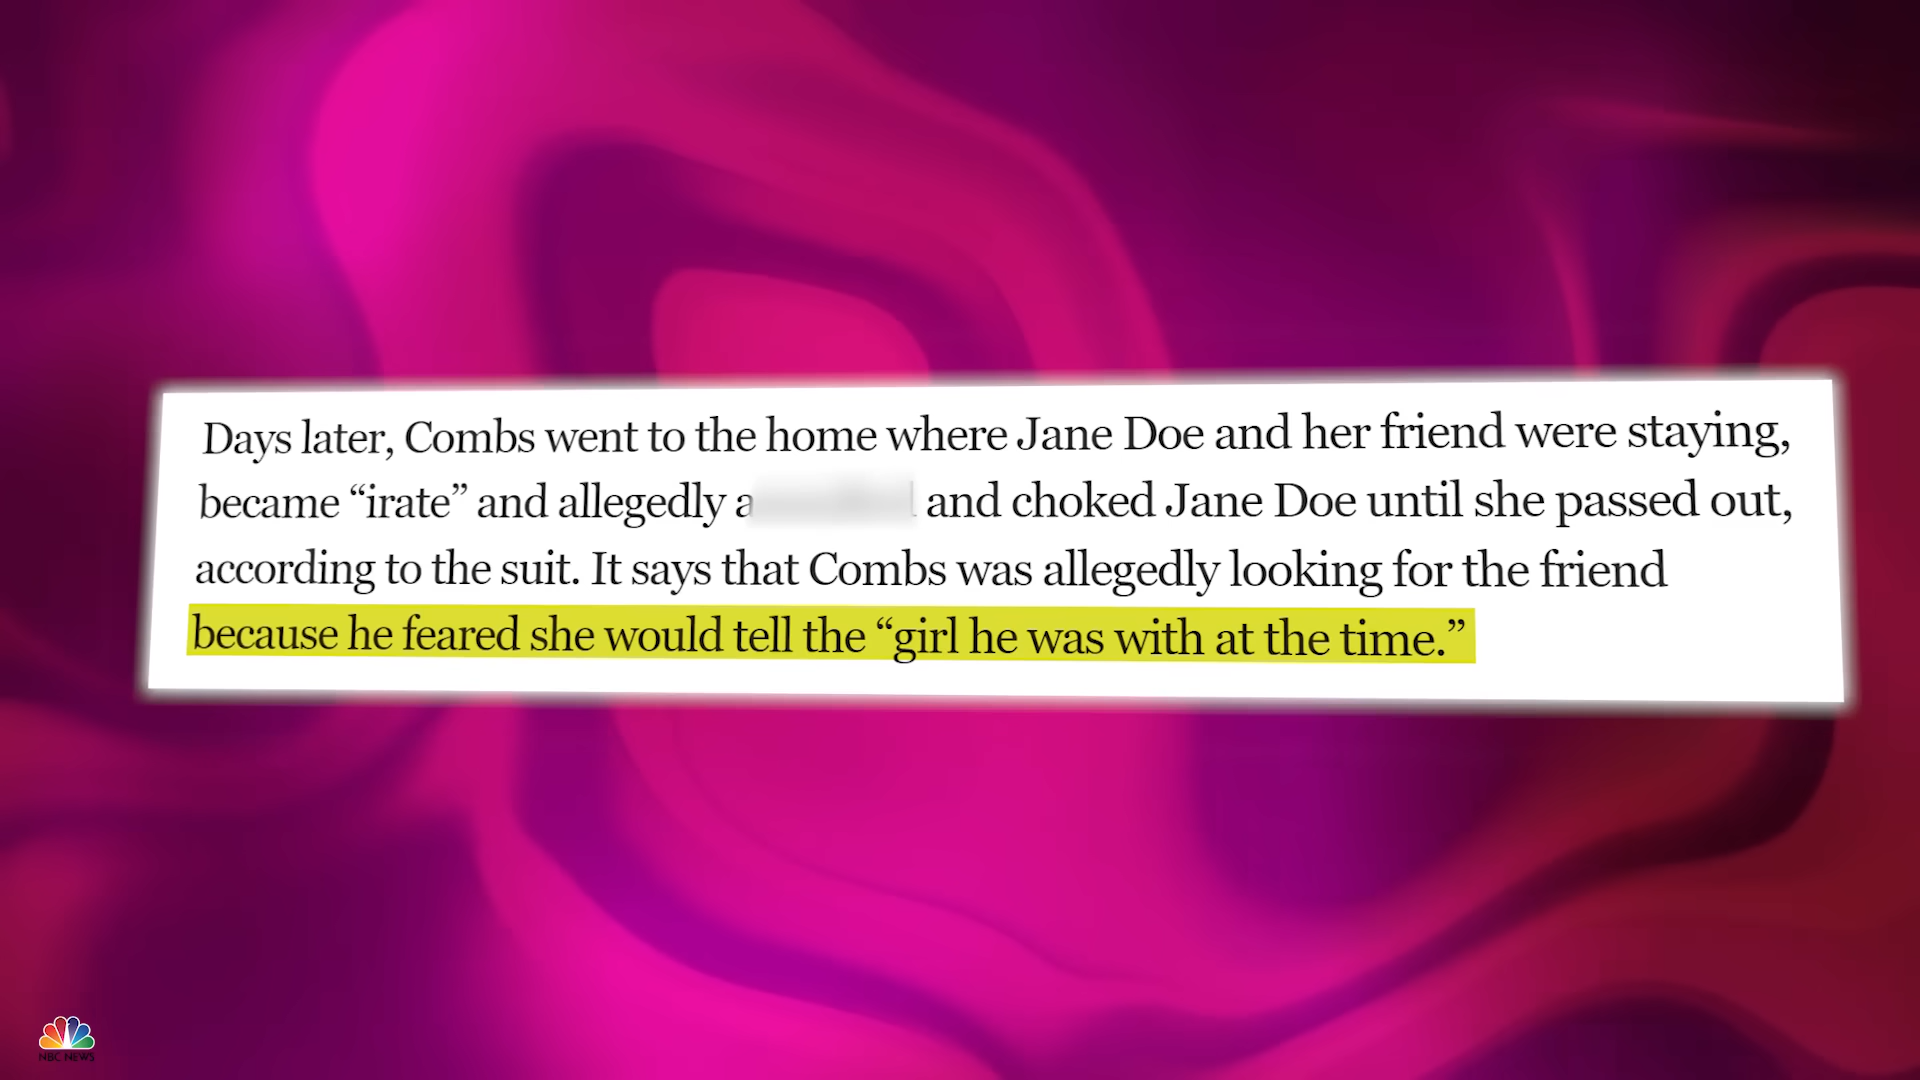 Days later, Combs went to the home where Jane Doe and her friend were staying,
became “irate” and allegedly and choked Jane Doe until she passed out,
according to the suit. It says that Combs was allegedly looking for the friend
because he feared she would tell the “girl he was with at the time.”
NBC NEWS